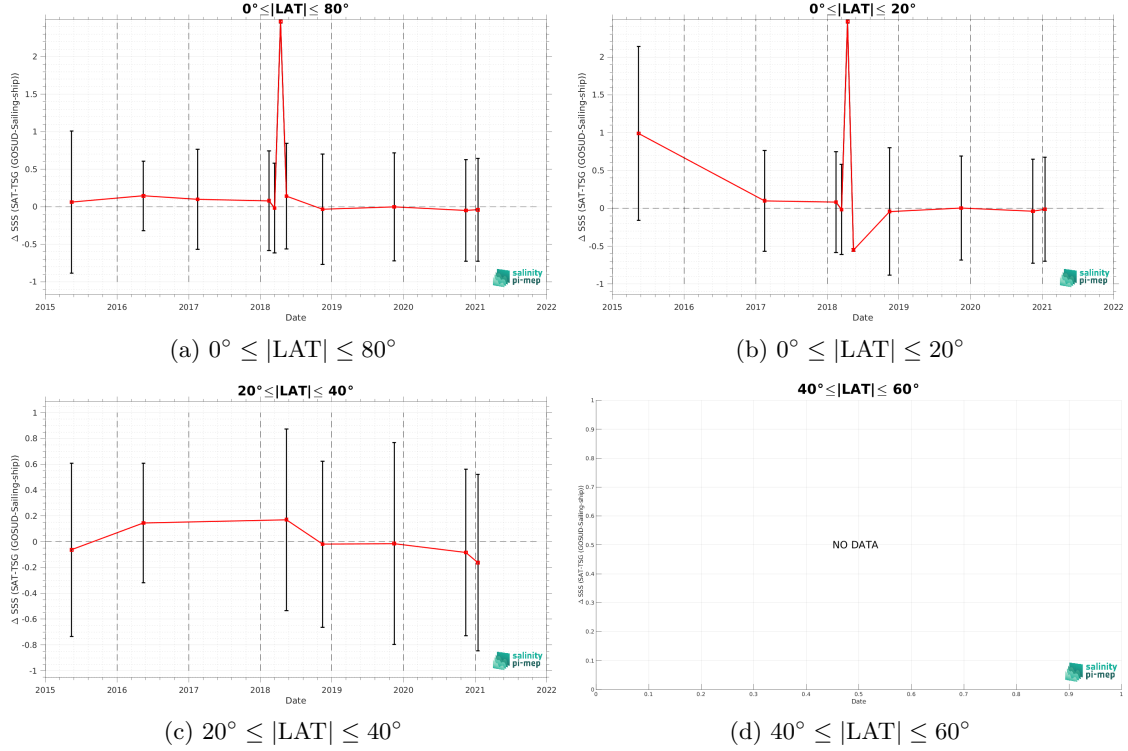 0°≤|LAT|≤ 80°
Δ SSS (SAT-TSG (GOSUD-Sailing-ship))
2
1
0.5
0
-0.5
-1
2015 2016 2017 2018 2019 2020 2021 2022
Date
salinity
pi-mep
(a) 0° ≤ |LAT| ≤ 80°
0°≤|LAT|≤ 20°
Δ SSS (SAT-TSG (GOSUD-Sailing-ship))
2
1
0.5
0
-0.5
-1
2015 2016 2017 2018 2019 2020 2021 2022
Date
salinity
pi-mep
(b) 0° ≤ |LAT| ≤ 20°
20°≤|LAT|≤ 40°
Δ SSS (SAT-TSG (GOSUD-Sailing-ship))
1
0.8
0.6
0.4
0.2
0
-0.2
-0.4
-0.6
-0.8
-1
2015 2016 2017 2018 2019 2020 2021 2022
Date
salinity
pi-mep
(c) 20° ≤ |LAT| ≤ 40°
40°≤|LAT|≤ 60°
Δ SSS (SAT-TSG (GOSUD-Sailing-ship))
1
0.9
0.8
0.7
0.6
0.5
0.4
0.3
0.2
0.1
0
NO DATA
0 0.1 0.2 0.3 0.4 0.5 0.6 0.7 0.8 0.9 1
Date
salinity
pi-mep
(d) 40° ≤ |LAT| ≤ 60°